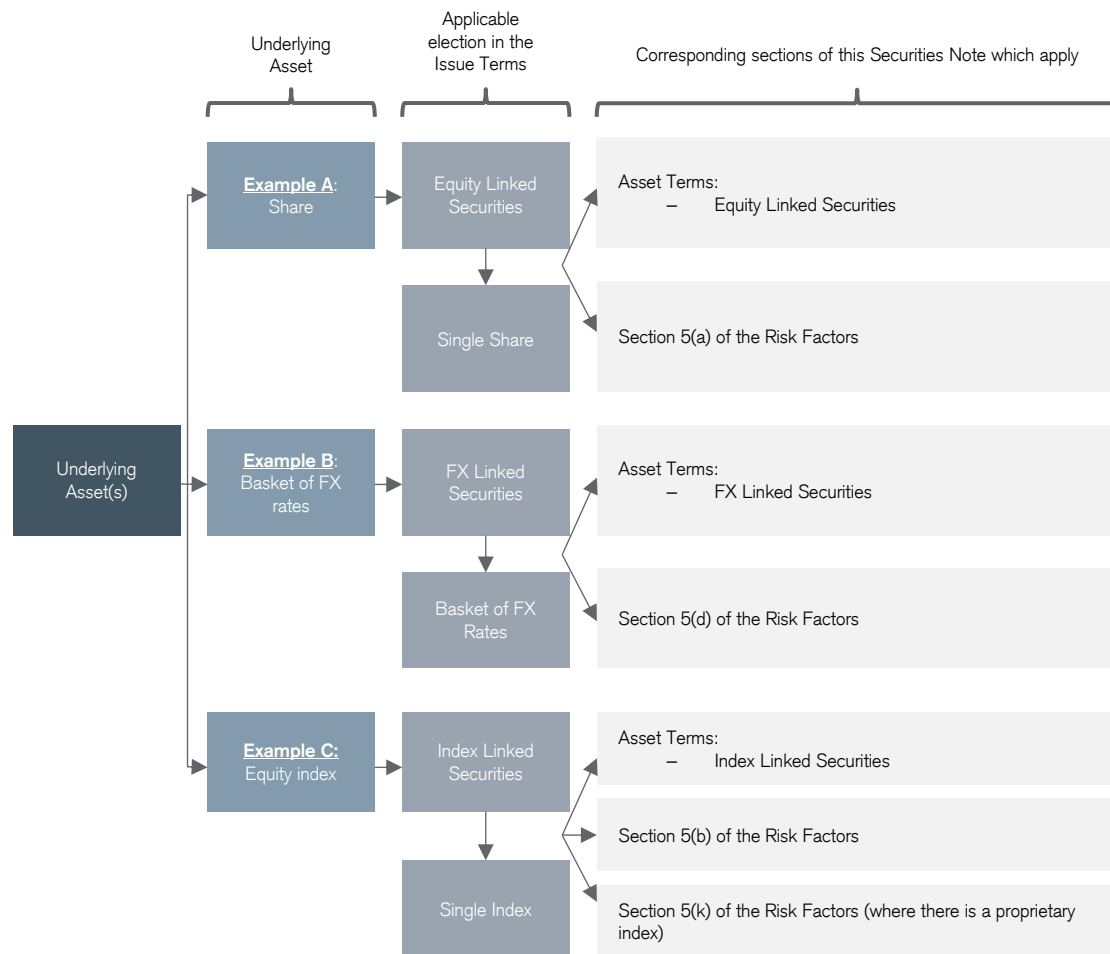 Underlying
Asset
Applicable
election in the
Issue Terms
Corresponding sections of this Securities Note which apply
Example A:
Share
Equity Linked
Securities
Asset Terms:
– Equity Linked Securities
Single Share
Section 5(a) of the Risk Factors
Underlying
Asset(s)
Example B:
Basket of FX
rates
FX Linked
Securities
Asset Terms:
– FX Linked Securities
Basket of FX
Rates
Section 5(d) of the Risk Factors
Example C:
Equity index
Index Linked
Securities
Asset Terms:
– Index Linked Securities
Section 5(b) of the Risk Factors
Single Index
Section 5(k) of the Risk Factors (where there is a proprietary
index)